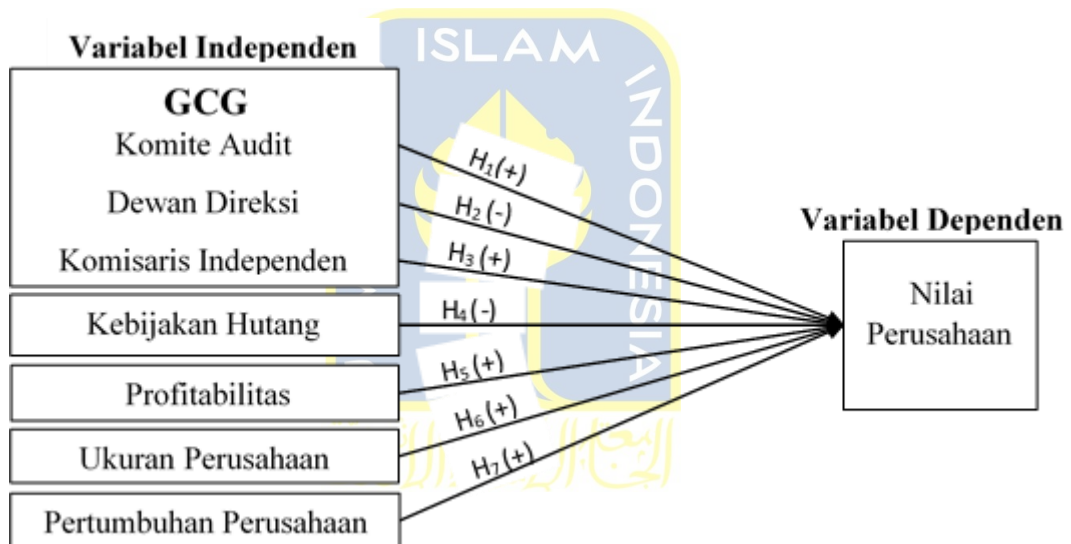 Variabel Independen
GCG
Komite Audit
Dewan Direksi
Komisaris Independen
Kebijakan Hutang
Profitabilitas
Ukuran Perusahaan
Pertumbuhan Perusahaan
H₁(+)
H₂(-)
H₃(+)
H₄(-)
H₅(+)
H₆(+)
H₇(+)
Variabel Dependen
Nilai
Perusahaan
ISLAM
INDONESIA